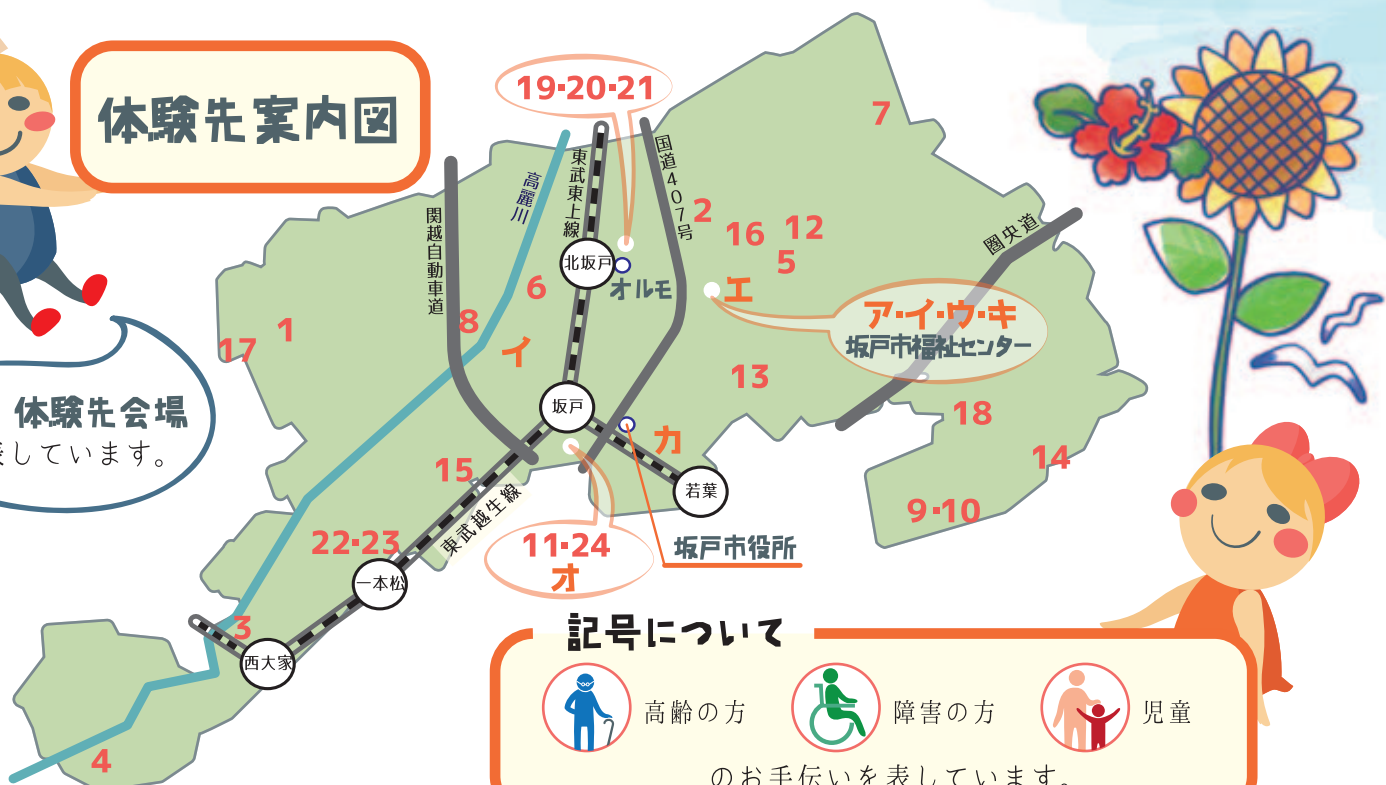 体験先案内図
19·20·21
7
関越自動車道
高麗川
東武東上線
国道407号
2
16
12
5
圏央道
北坂戸
オルモ
6
エ
ア·イ·ウ·キ
坂戸市福祉センター
1
17
8
イ
13
坂戸
カ
18
14
15
若葉
9·10
体験先会場
しています。
22·23
東武越生線
11·24
オ
坂戸市役所
一本松
3
西大家
4
記号について
高齢の方
障害の方
児童
のお手伝いを表しています。